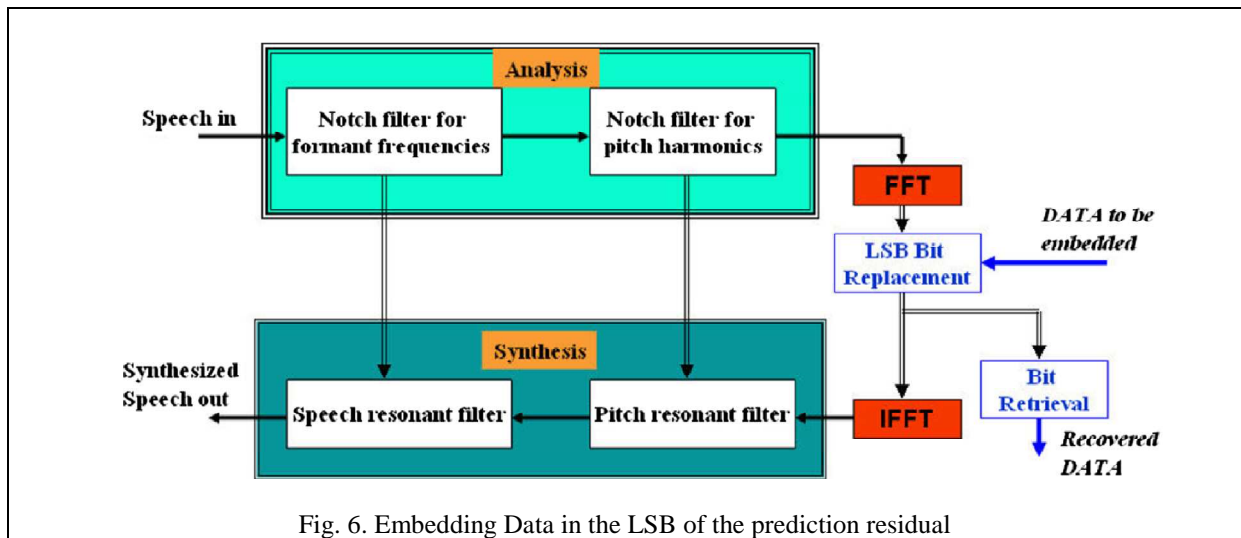 Analysis
Speech in
Notch filter for
formant frequencies
Notch filter for
pitch harmonics
FFT
DATA to be
embedded
LSB Bit
Replacement
Synthesis
Synthesized
Speech out
Speech resonant filter
Pitch resonant filter
IFFT
Bit
Retrieval
Recovered
DATA
Fig. 6. Embedding Data in the LSB of the prediction residual